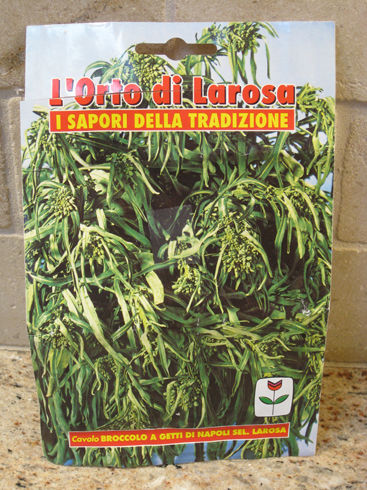 L'Orto di Larosa
I SAPORI DELLA TRADIZIONE
Cavolo BROCCOLO A GETTI DI NAPOLI SEL. LAROSA